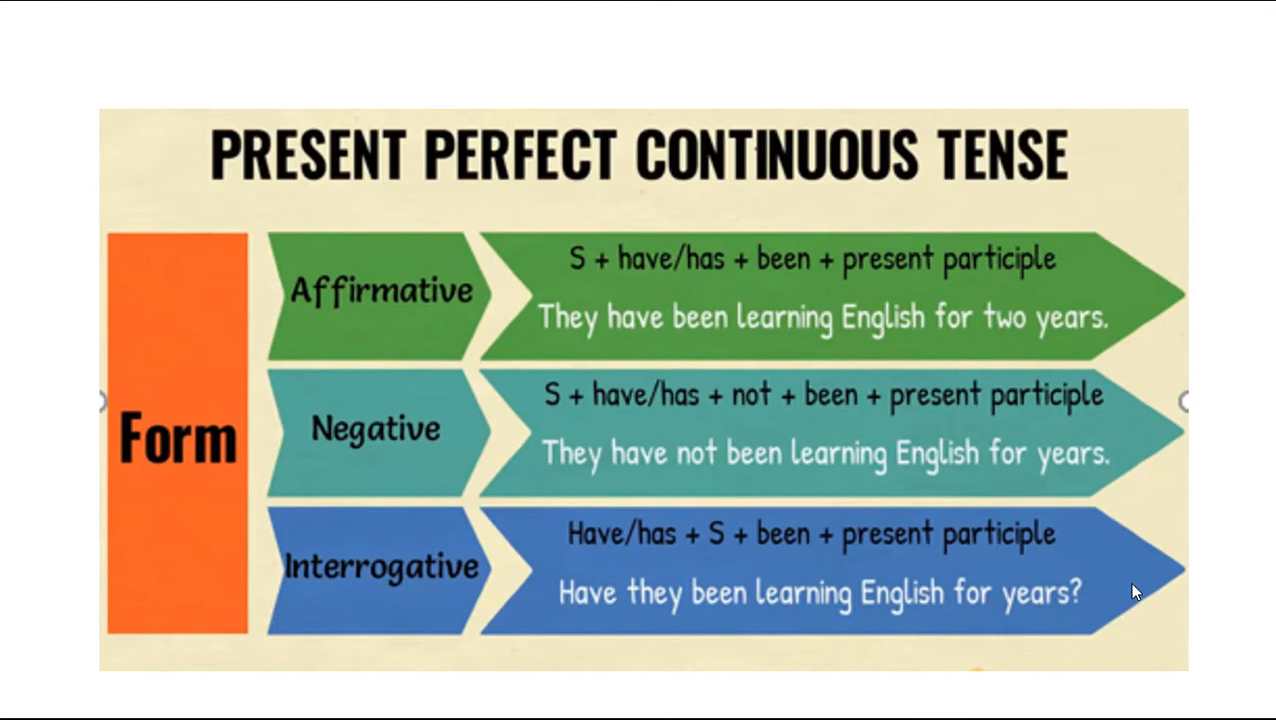 PRESENT PERFECT CONTINUOUS TENSE
Form
Affirmative
S + have/has + been + present participle
They have been learning English for two years.
Negative
S + have/has + not + been + present participle
They have not been learning English for years.
Interrogative
Have/has + S + been + present participle
Have they been learning English for years?